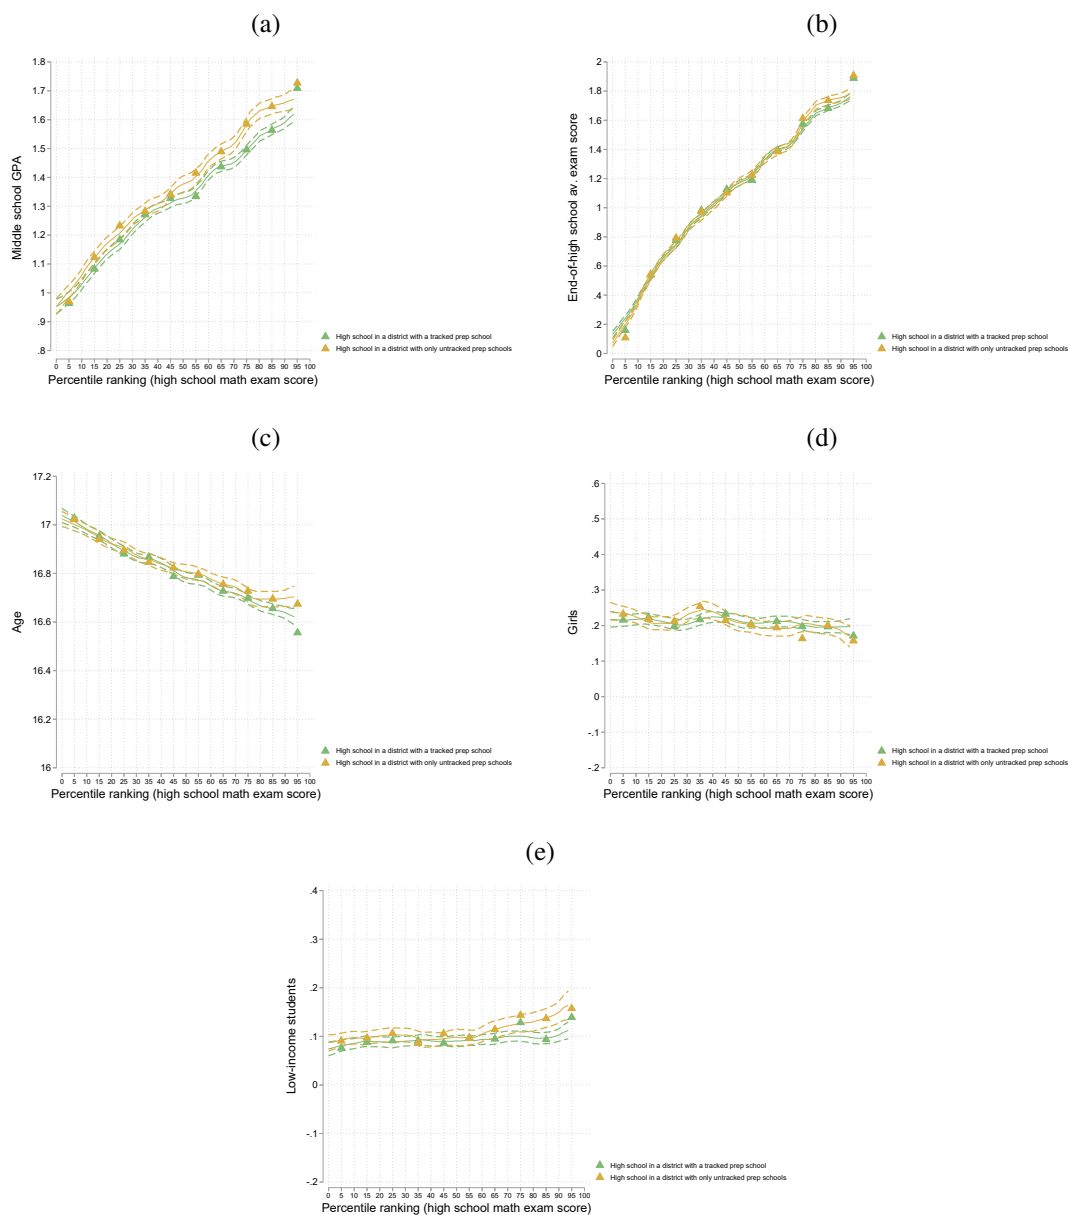 (a)
1.8
1.7
1.6
1.5
1.4
1.3
1.2
1.1
1
.9
.8
Middle school GPA
0 5 10 15 20 25 30 35 40 45 50 55 60 65 70 75 80 85 90 95 100
Percentile ranking (high school math exam score)
High school in a district with a tracked prep school
High school in a district with only untracked prep schools
(b)
2
1.8
1.6
1.4
1.2
1
.8
.6
.4
.2
0
End-of-high school av. exam score
0 5 10 15 20 25 30 35 40 45 50 55 60 65 70 75 80 85 90 95 100
Percentile ranking (high school math exam score)
High school in a district with a tracked prep school
High school in a district with only untracked prep schools
(c)
17.2
17
16.8
16.6
16.4
16.2
16
Age
0 5 10 15 20 25 30 35 40 45 50 55 60 65 70 75 80 85 90 95 100
Percentile ranking (high school math exam score)
High school in a district with a tracked prep school
High school in a district with only untracked prep schools
(d)
.6
.5
.4
.3
.2
.1
0
-.1
-.2
Girls
0 5 10 15 20 25 30 35 40 45 50 55 60 65 70 75 80 85 90 95 100
Percentile ranking (high school math exam score)
High school in a district with a tracked prep school
High school in a district with only untracked prep schools
(e)
.4
.3
.2
.1
0
-.1
-.2
Low-income students
0 5 10 15 20 25 30 35 40 45 50 55 60 65 70 75 80 85 90 95 100
Percentile ranking (high school math exam score)
High school in a district with a tracked prep school
High school in a district with only untracked prep schools